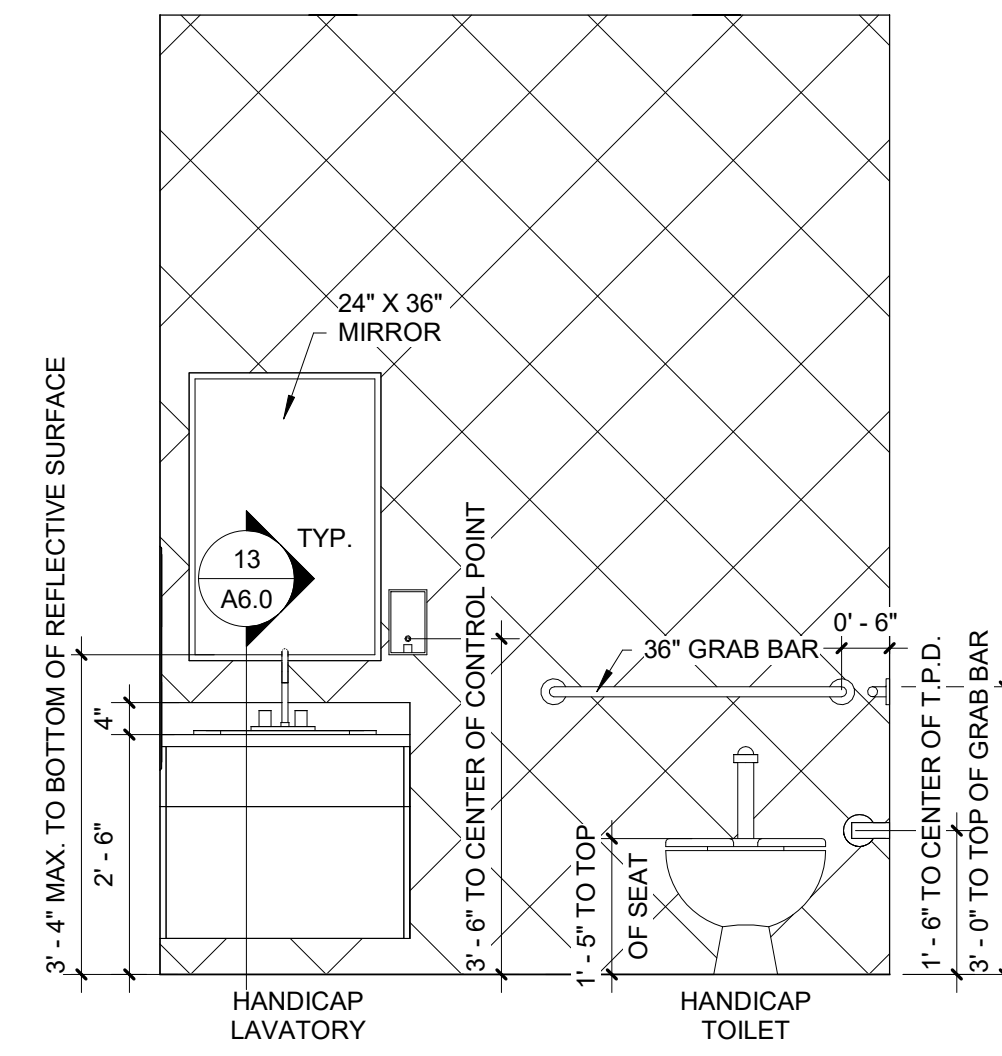 24" X 36"
MIRROR
3' - 4" MAX. TO BOTTOM OF REFLECTIVE SURFACE
TYP.
13
A6.0
3' - 6" TO CENTER OF CONTROL POINT
0' - 6"
36" GRAB BAR
4"
2' - 6"
1' - 5" TO TOP
OF SEAT
1' - 6" TO CENTER OF T.P.D.
3' - 0" TO TOP OF GRAB BAR
HANDICAP
LAVATORY
HANDICAP
TOILET